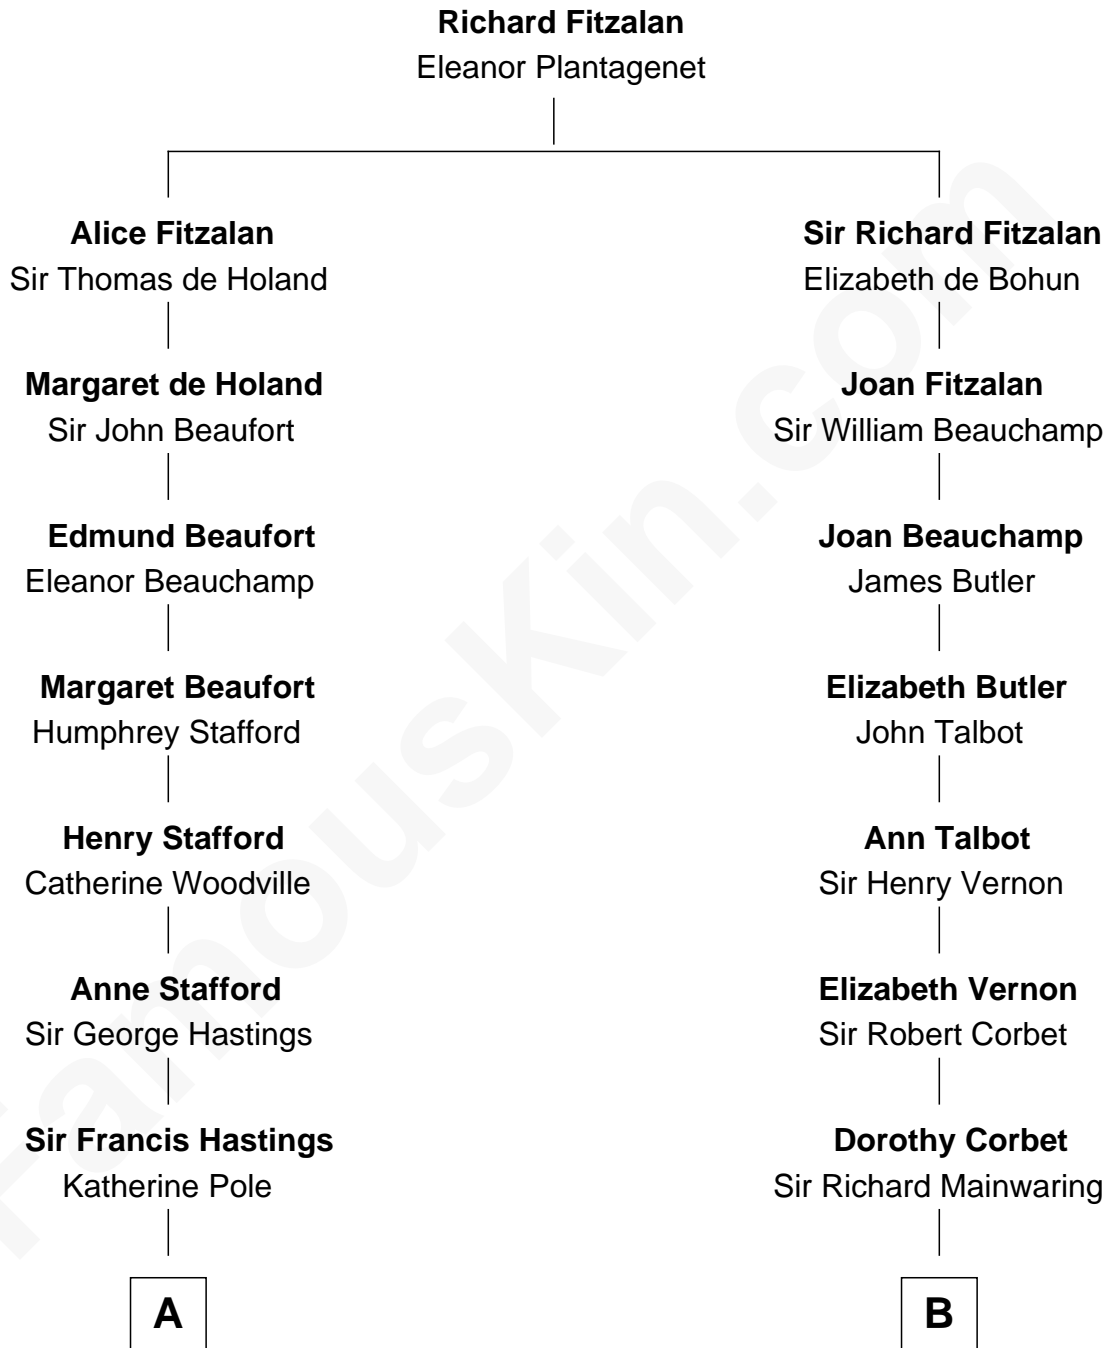 Richard Fitzalan
Eleanor Plantagenet
Alice Fitzalan
Sir Thomas de Holand
Sir Richard Fitzalan
Elizabeth de Bohun
Margaret de Holand
Sir John Beaufort
Joan Fitzalan
Sir William Beauchamp
Edmund Beaufort
Eleanor Beauchamp
Joan Beauchamp
James Butler
Margaret Beaufort
Humphrey Stafford
Elizabeth Butler
John Talbot
Henry Stafford
Catherine Woodville
Ann Talbot
Sir Henry Vernon
Anne Stafford
Sir George Hastings
Elizabeth Vernon
Sir Robert Corbet
Sir Francis Hastings
Katherine Pole
Dorothy Corbet
Sir Richard Mainwaring
A
B
FamousKin.com